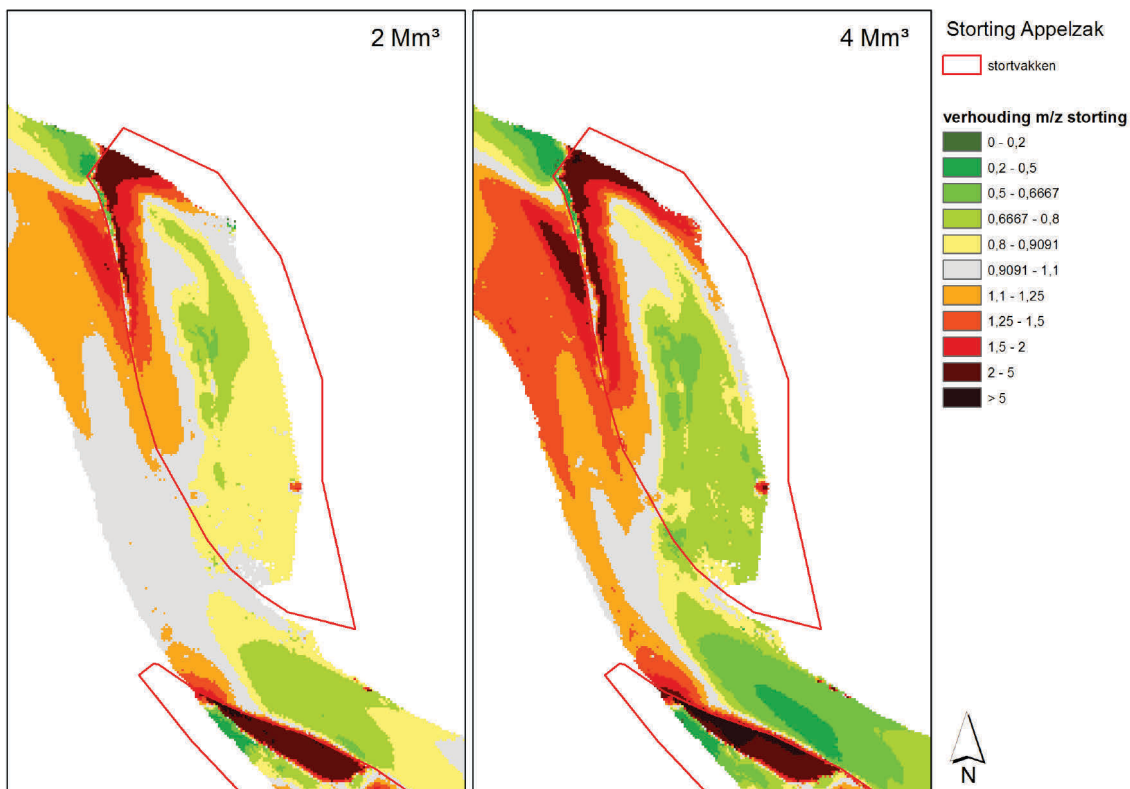 2 Mm³
4 Mm³
Storting Appelzak
stortvakken
verhouding m/z storting
0 - 0,2
0,2 - 0,5
0,5 - 0,6667
0,6667 - 0,8
0,8 - 0,9091
0,9091 - 1,1
1,1 - 1,25
1,25 - 1,5
1,5 - 2
2 - 5
> 5
N